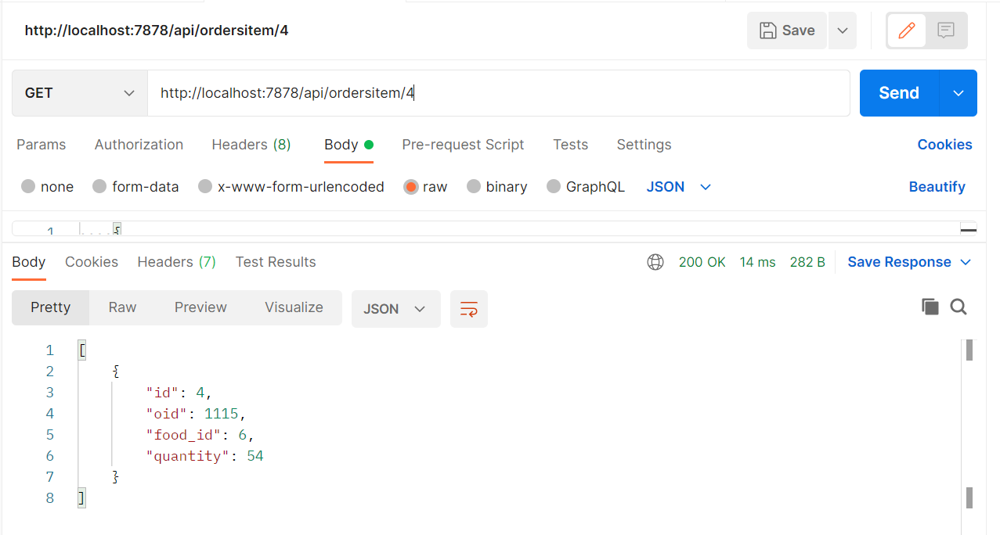 http://localhost:7878/api/ordersitem/4
Save
GET
http://localhost:7878/api/ordersitem/4
Send
Params Authorization Headers (8) Body Pre-request Script Tests Settings Cookies
none form-data x-www-form-urlencoded raw binary GraphQL JSON Beautify
1 {
Body Cookies Headers (7) Test Results 200 OK 14 ms 282 B Save Response
Pretty Raw Preview Visualize JSON
1 [
2 {
3 "id": 4,
4 "oid": 1115,
5 "food_id": 6,
6 "quantity": 54
7 }
8 ]